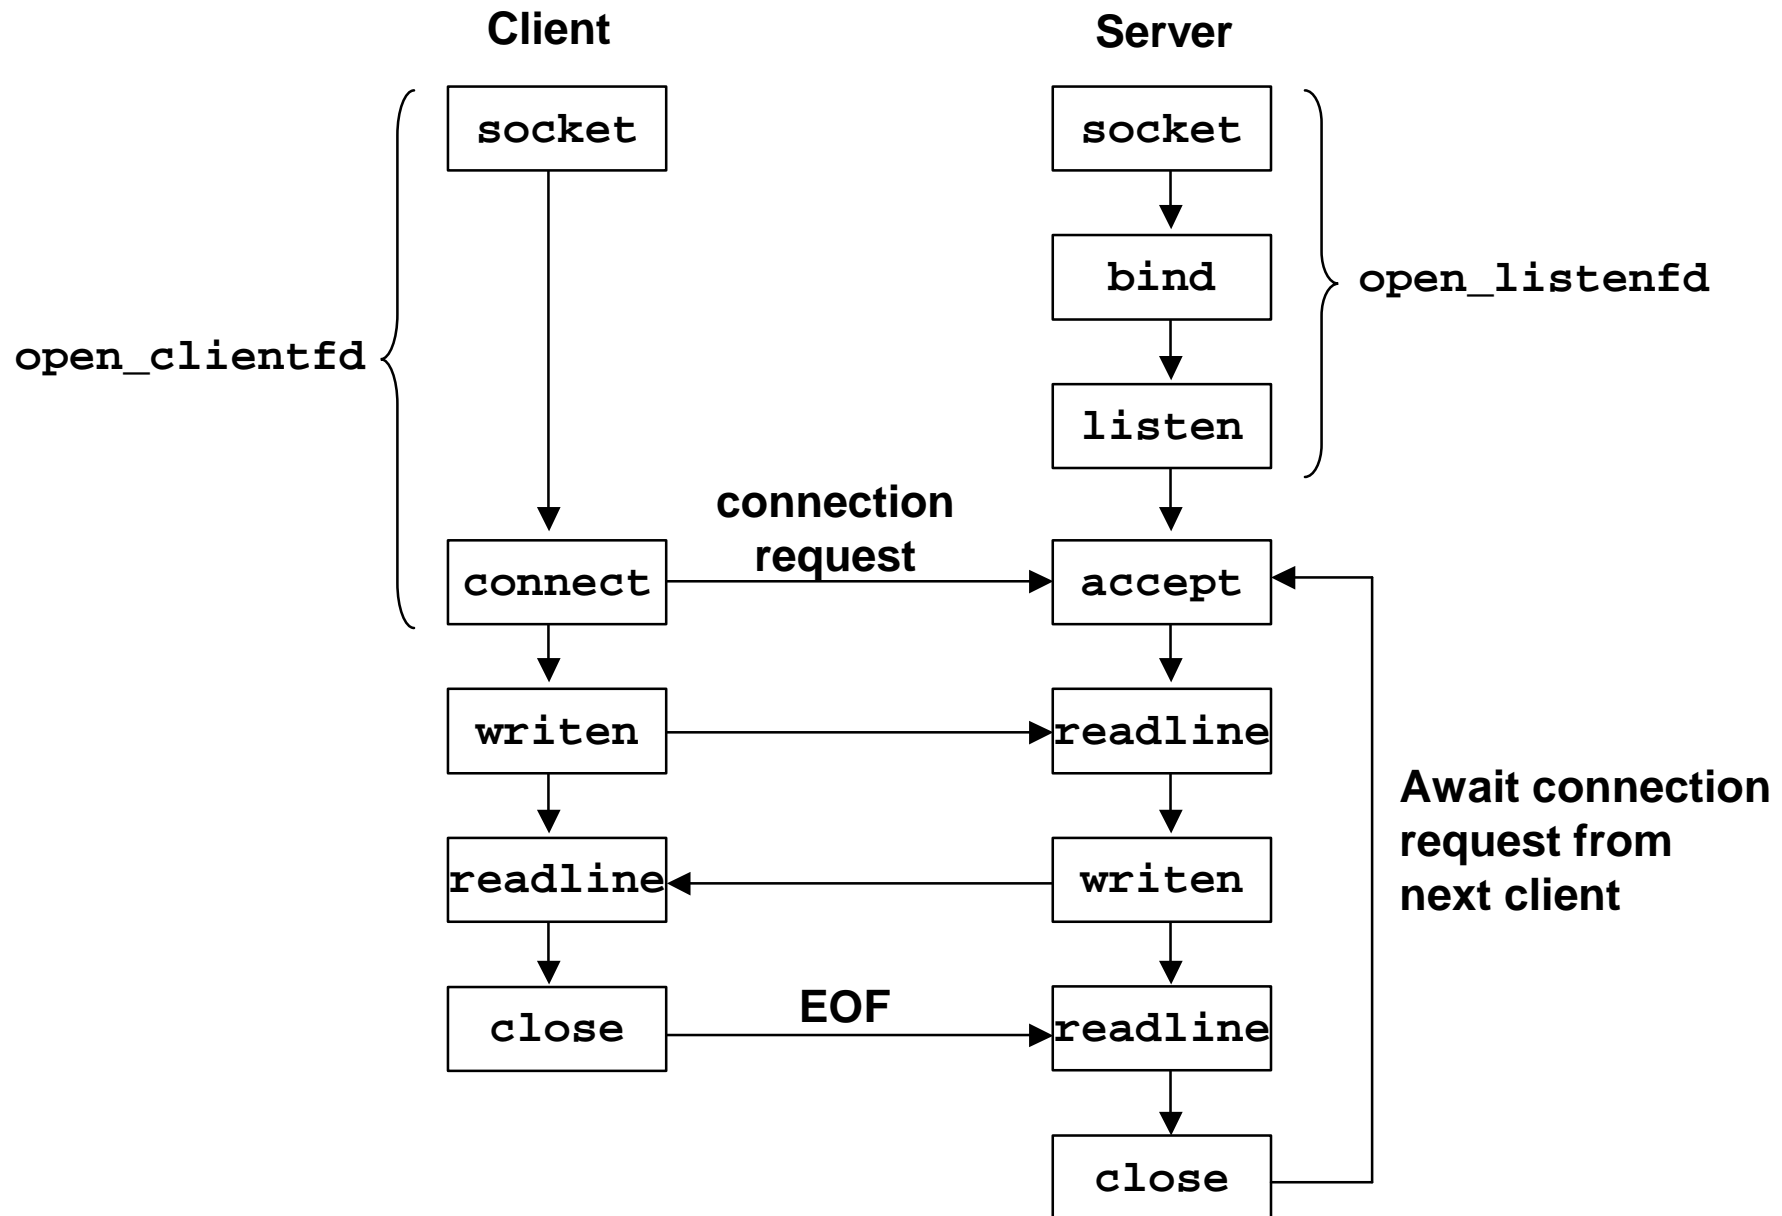 Client
Server
socket
socket
bind
open_listenfd
open_clientfd
listen
connection
request
connect
accept
writen
readline
Await connection
request from
next client
readline
writen
EOF
close
readline
close